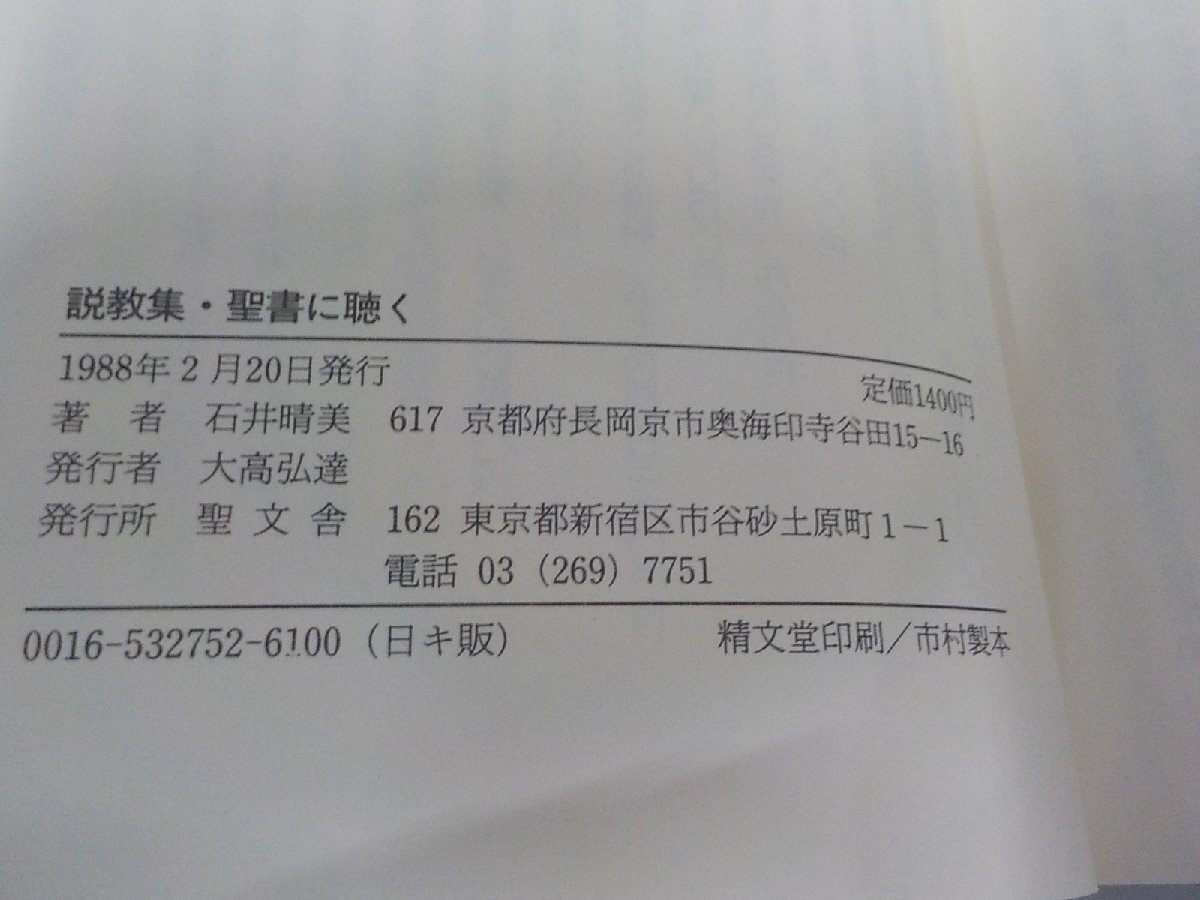 説教集・聖書に聴く
1988年2月20日発行 定価1400円
著 者 石井晴美 617 京都府長岡京市奥海印寺谷田15−16
発行者 大高弘達
発行所 聖文舎 162 東京都新宿区市谷砂土原町1−1
電話 03 (269) 7751
0016-532752-6100 (日キ販) 精文堂印刷/市村製本